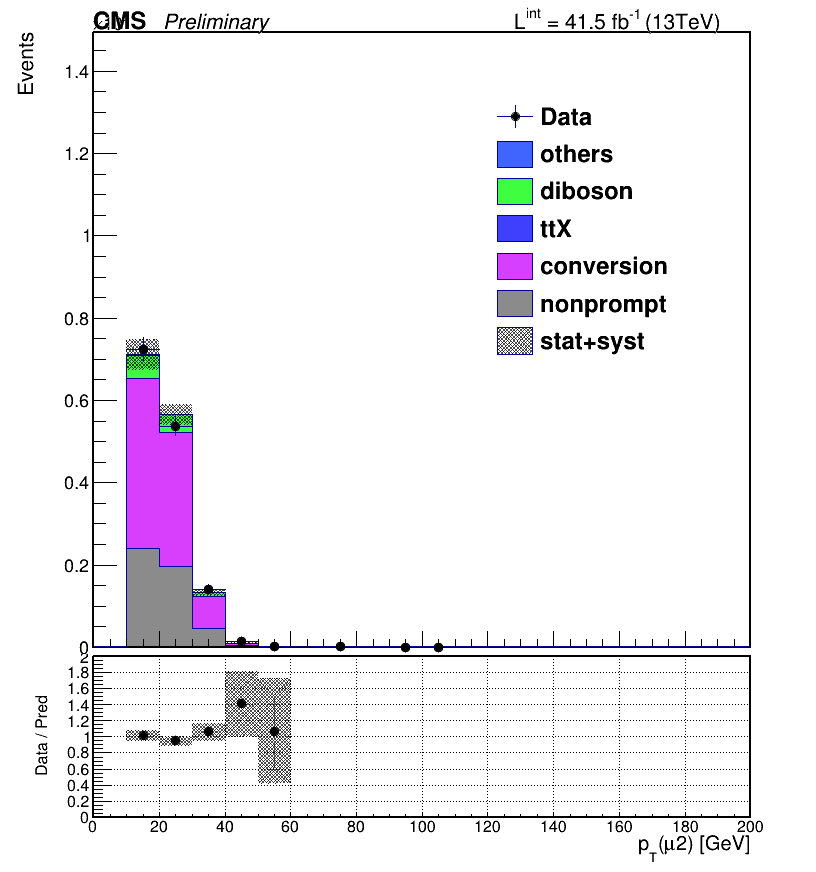 CMS Preliminary L^int = 41.5 fb^-1 (13TeV)
Events
1.4
1.2
1
0.8
0.6
0.4
0.2
0
Data
others
diboson
ttX
conversion
nonprompt
stat+syst
Data / Pred
2
1.8
1.6
1.4
1.2
1
0.8
0.6
0.4
0.2
0
0 20 40 60 80 100 120 140 160 180 200
p_T(μ2) [GeV]